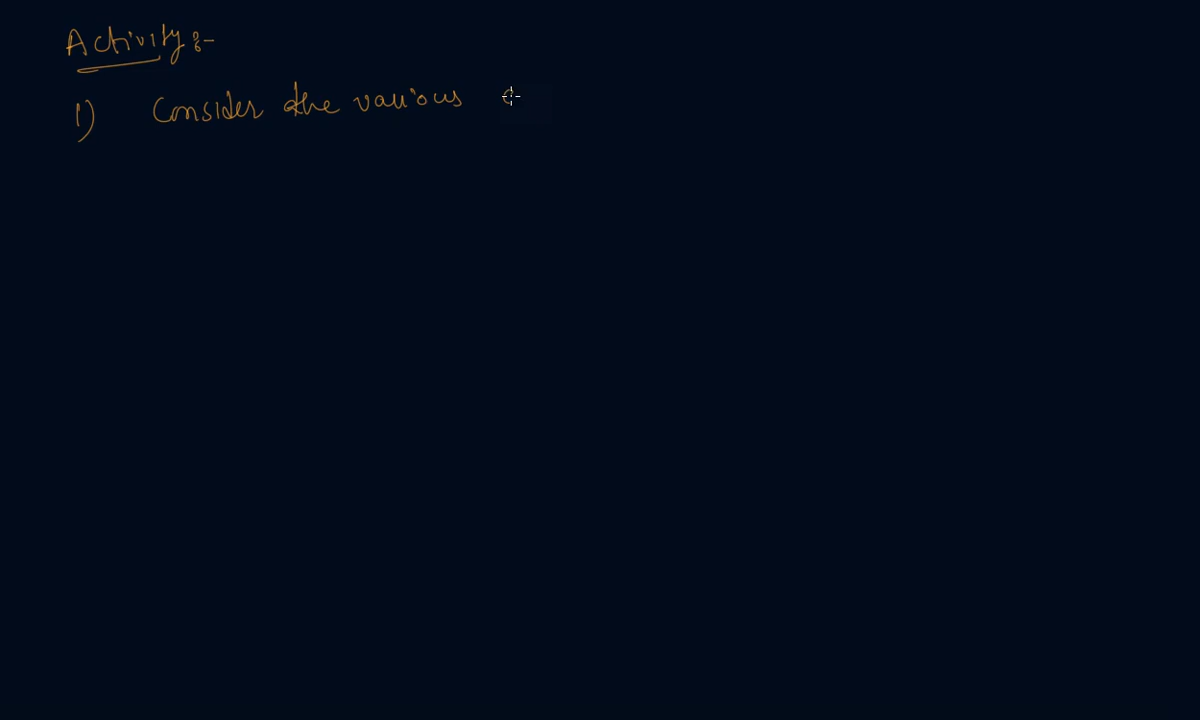 Activity:-
1) Consider the various